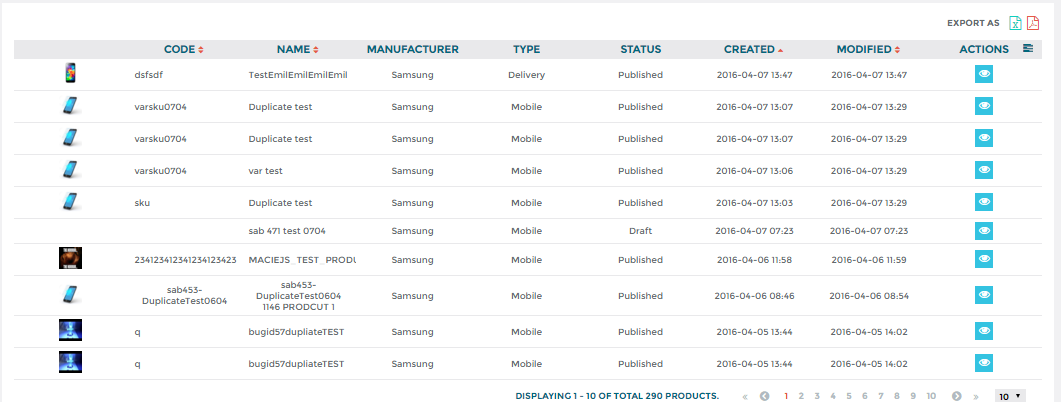 EXPORT AS
CODE NAME MANUFACTURER TYPE STATUS CREATED MODIFIED ACTIONS
dsfsdf TestEmilEmilEmilEmil Samsung Delivery Published 2016-04-07 13:47 2016-04-07 13:47
varsku0704 Duplicate test Samsung Mobile Published 2016-04-07 13:07 2016-04-07 13:29
varsku0704 Duplicate test Samsung Mobile Published 2016-04-07 13:07 2016-04-07 13:29
varsku0704 var test Samsung Mobile Published 2016-04-07 13:06 2016-04-07 13:29
sku Duplicate test Samsung Mobile Published 2016-04-07 13:03 2016-04-07 13:29
sab 471 test 0704 Samsung Mobile Draft 2016-04-07 07:23 2016-04-07 07:23
234123412341234123423 MACIEJS_TEST_PRODU Samsung Mobile Published 2016-04-06 11:58 2016-04-06 11:59
sab453-
DuplicateTest0604
sab453-
DuplicateTest0604
1146 PRODCUT 1
Samsung Mobile Published 2016-04-06 08:46 2016-04-06 08:54
q bugid57dupliateTEST Samsung Mobile Published 2016-04-05 13:44 2016-04-05 14:02
q bugid57dupliateTEST Samsung Mobile Published 2016-04-05 13:44 2016-04-05 14:02
DISPLAYING 1 - 10 OF TOTAL 290 PRODUCTS. « 1 2 3 4 5 6 7 8 9 10 » 10